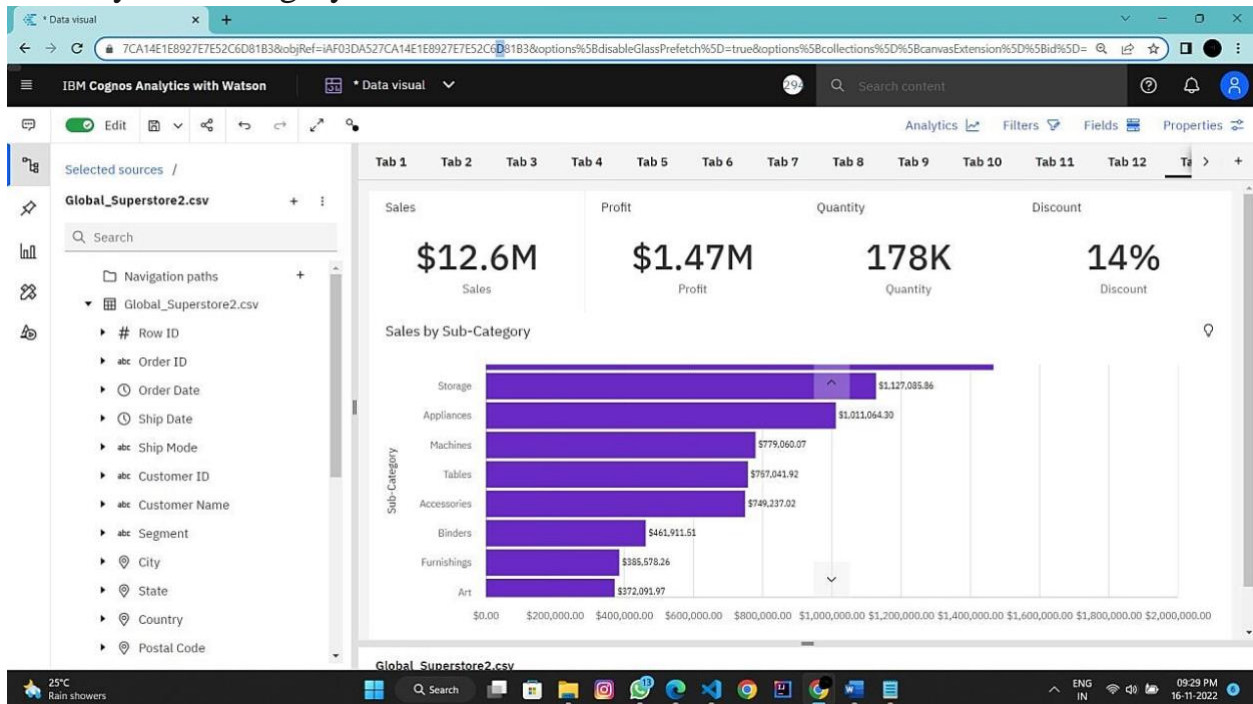 * Data visual
7CA14E1E8927E7E52C6D81B3&objRef=iAF03DA527CA14E1E8927E7E52C6D81B3&options%5BdisableGlassPrefetch%5D=true&options%5Bcollections%5D%5BcanvasExtension%5D%5Bid%5D=
IBM Cognos Analytics with Watson
* Data visual
Search content
Edit
Analytics
Filters
Fields
Properties
Selected sources /
Global_Superstore2.csv
Search
Navigation paths
Global_Superstore2.csv
# Row ID
abc Order ID
Order Date
Ship Date
abc Ship Mode
abc Customer ID
abc Customer Name
abc Segment
City
State
Country
Postal Code
Tab 1 Tab 2 Tab 3 Tab 4 Tab 5 Tab 6 Tab 7 Tab 8 Tab 9 Tab 10 Tab 11 Tab 12
Sales Profit Quantity Discount
$12.6M $1.47M 178K 14%
Sales Profit Quantity Discount
Sales by Sub-Category
Sub-Category
Storage $1,127,085.86
Appliances $1,011,064.30
Machines $779,060.07
Tables $757,041.92
Accessories $749,237.02
Binders $461,911.51
Furnishings $385,578.26
Art $372,091.97
$0.00 $200,000.00 $400,000.00 $600,000.00 $800,000.00 $1,000,000.00 $1,200,000.00 $1,400,000.00 $1,600,000.00 $1,800,000.00 $2,000,000.00
Global_Superstore2.csv
25°C
Rain showers
Search
13
ENG
IN
09:29 PM
16-11-2022